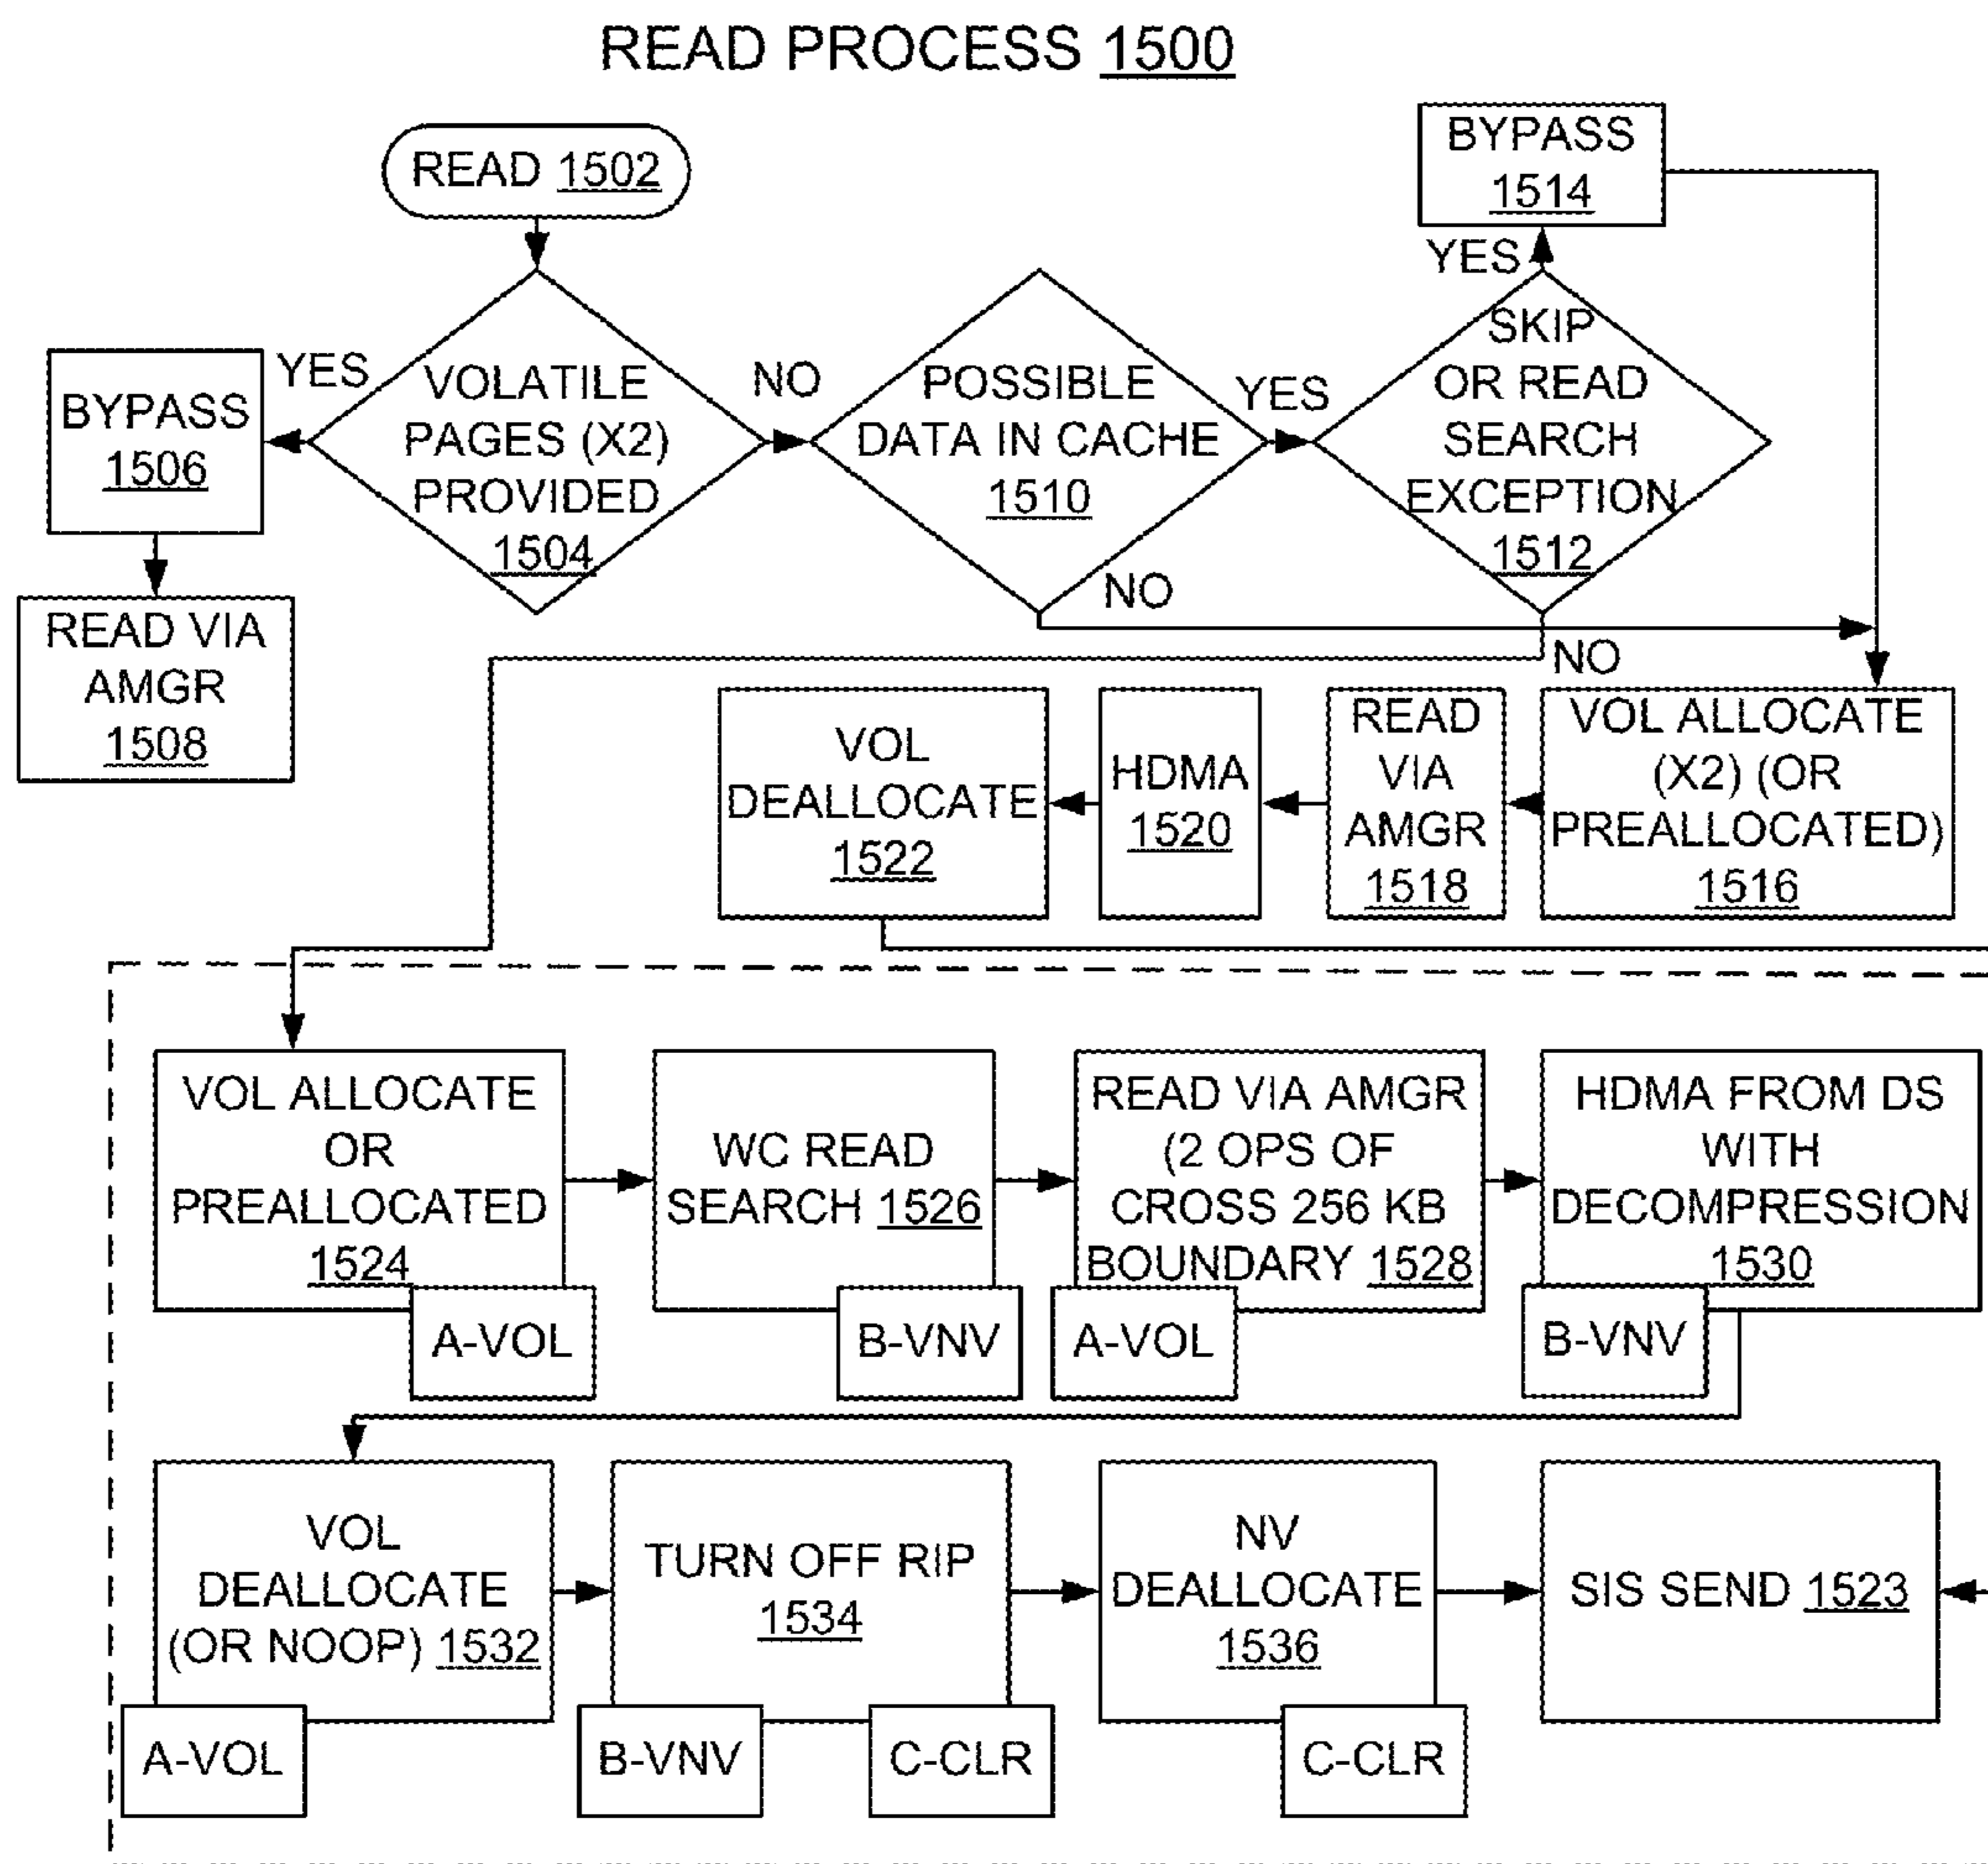 READ PROCESS 1500
READ 1502
VOLATILE
PAGES (X2)
PROVIDED
1504
YES
BYPASS
1506
READ VIA
AMGR
1508
NO
POSSIBLE
DATA IN CACHE
1510
YES
NO
SKIP
OR READ
SEARCH
EXCEPTION
1512
YES
BYPASS
1514
NO
VOL ALLOCATE
(X2) (OR
PREALLOCATED)
1516
READ
VIA
AMGR
1518
HDMA
1520
VOL
DEALLOCATE
1522
VOL ALLOCATE
OR
PREALLOCATED
1524
A-VOL
WC READ
SEARCH 1526
B-VNV
READ VIA AMGR
(2 OPS OF
CROSS 256 KB
BOUNDARY 1528
A-VOL
HDMA FROM DS
WITH
DECOMPRESSION
1530
B-VNV
VOL
DEALLOCATE
(OR NOOP) 1532
A-VOL
TURN OFF RIP
1534
B-VNV
C-CLR
NV
DEALLOCATE
1536
C-CLR
SIS SEND 1523